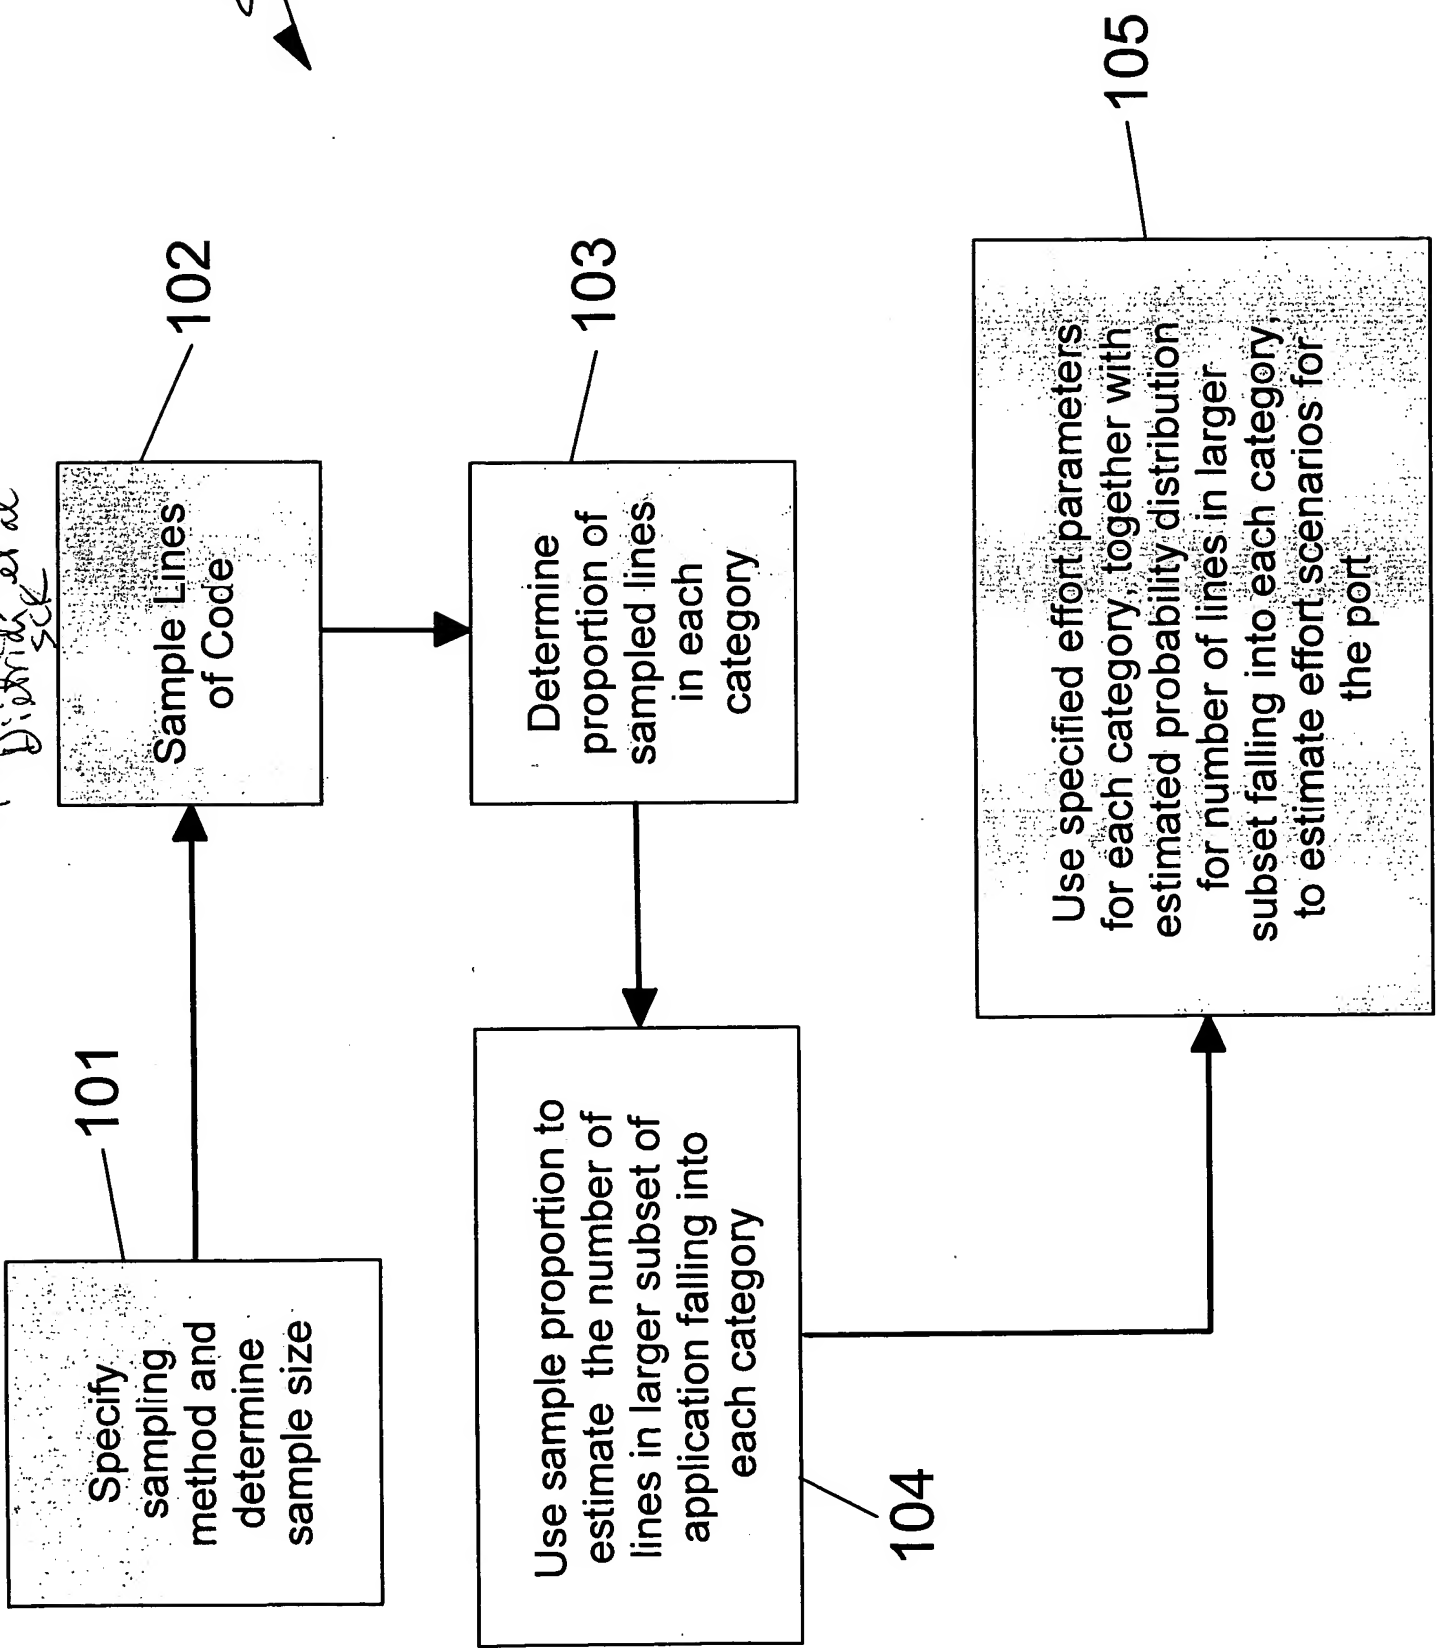 Dietrich et al
101
Specify
sampling
method and
determine
sample size
102
Sample Lines
of Code
103
Determine
proportion of
sampled lines
in each
category
104
Use sample proportion to
estimate the number of
lines in larger subset of
application falling into
each category
105
Use specified effort parameters
for each category, together with
estimated probability distribution
for number of lines in larger
subset falling into each category,
to estimate effort scenarios for
the port